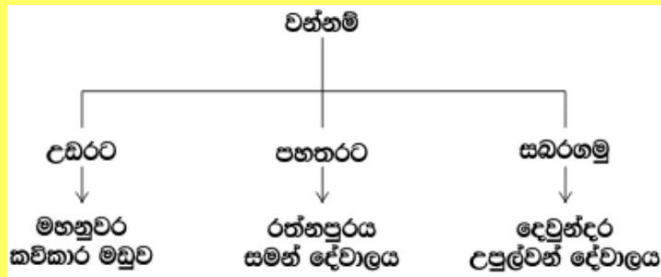 වන්නම්
උඩරට පහතරට සබරගමු
මහනුවර රත්නපුරය දෙවුන්දර
කවිකාර මඩුව සමන් දේවාලය උපුල්වන් දේවාලය